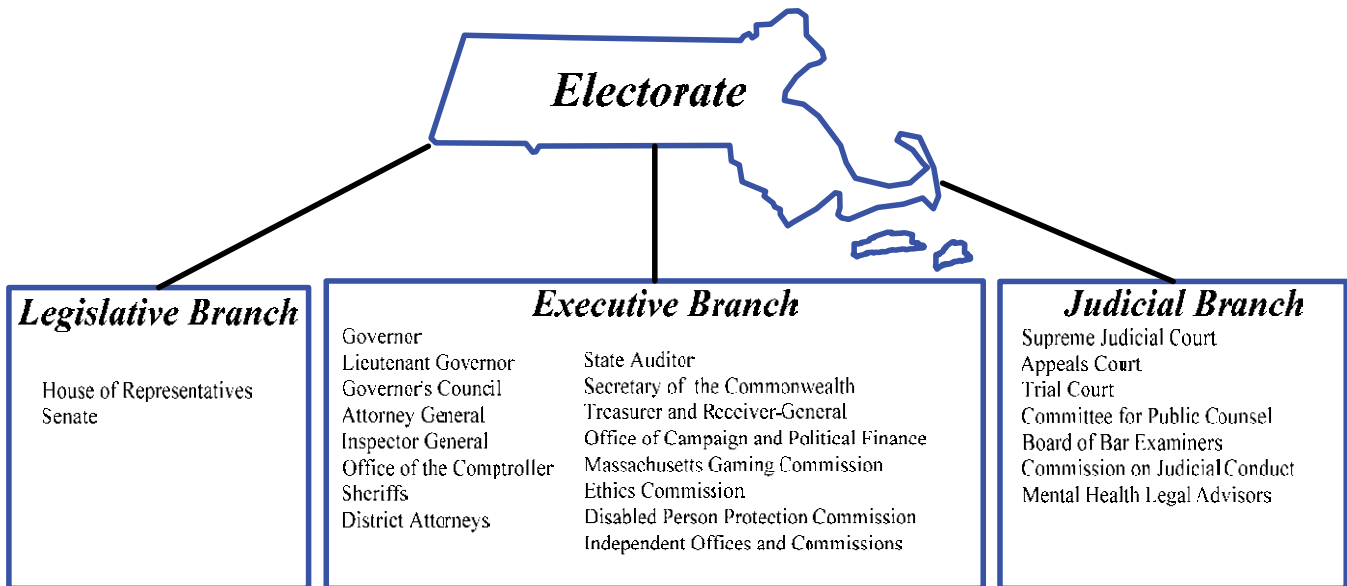 Electorate
Legislative Branch
House of Representatives
Senate
Executive Branch
Governor
Lieutenant Governor
Governor's Council
Attorney General
Inspector General
Office of the Comptroller
Sheriffs
District Attorneys
State Auditor
Secretary of the Commonwealth
Treasurer and Receiver-General
Office of Campaign and Political Finance
Massachusetts Gaming Commission
Ethics Commission
Disabled Person Protection Commission
Independent Offices and Commissions
Judicial Branch
Supreme Judicial Court
Appeals Court
Trial Court
Committee for Public Counsel
Board of Bar Examiners
Commission on Judicial Conduct
Mental Health Legal Advisors